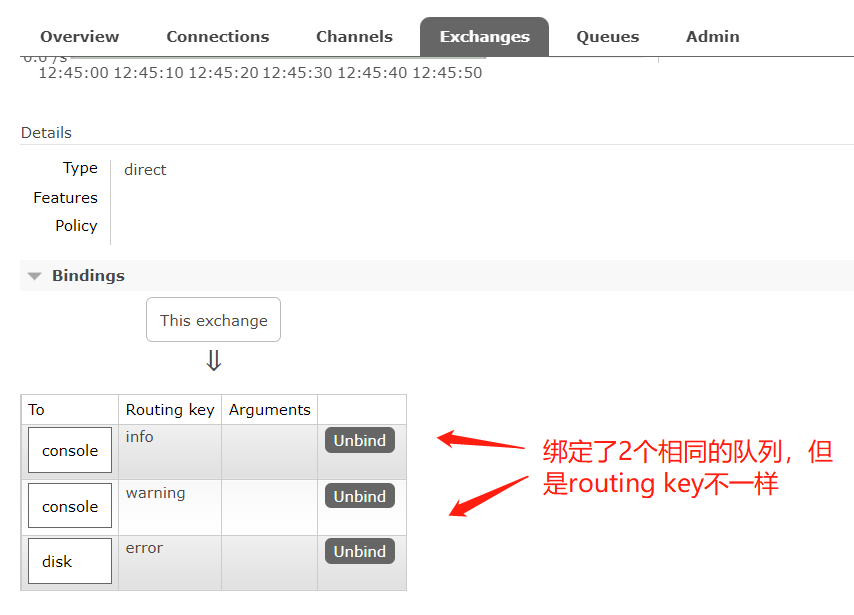 Overview Connections Channels Exchanges Queues Admin
0.0 /s
12:45:00 12:45:10 12:45:20 12:45:30 12:45:40 12:45:50
Details
Type direct
Features
Policy
Bindings
This exchange
⇓
To Routing key Arguments
console info Unbind
console warning Unbind
disk error Unbind
绑定了2个相同的队列，但
是routing key不一样